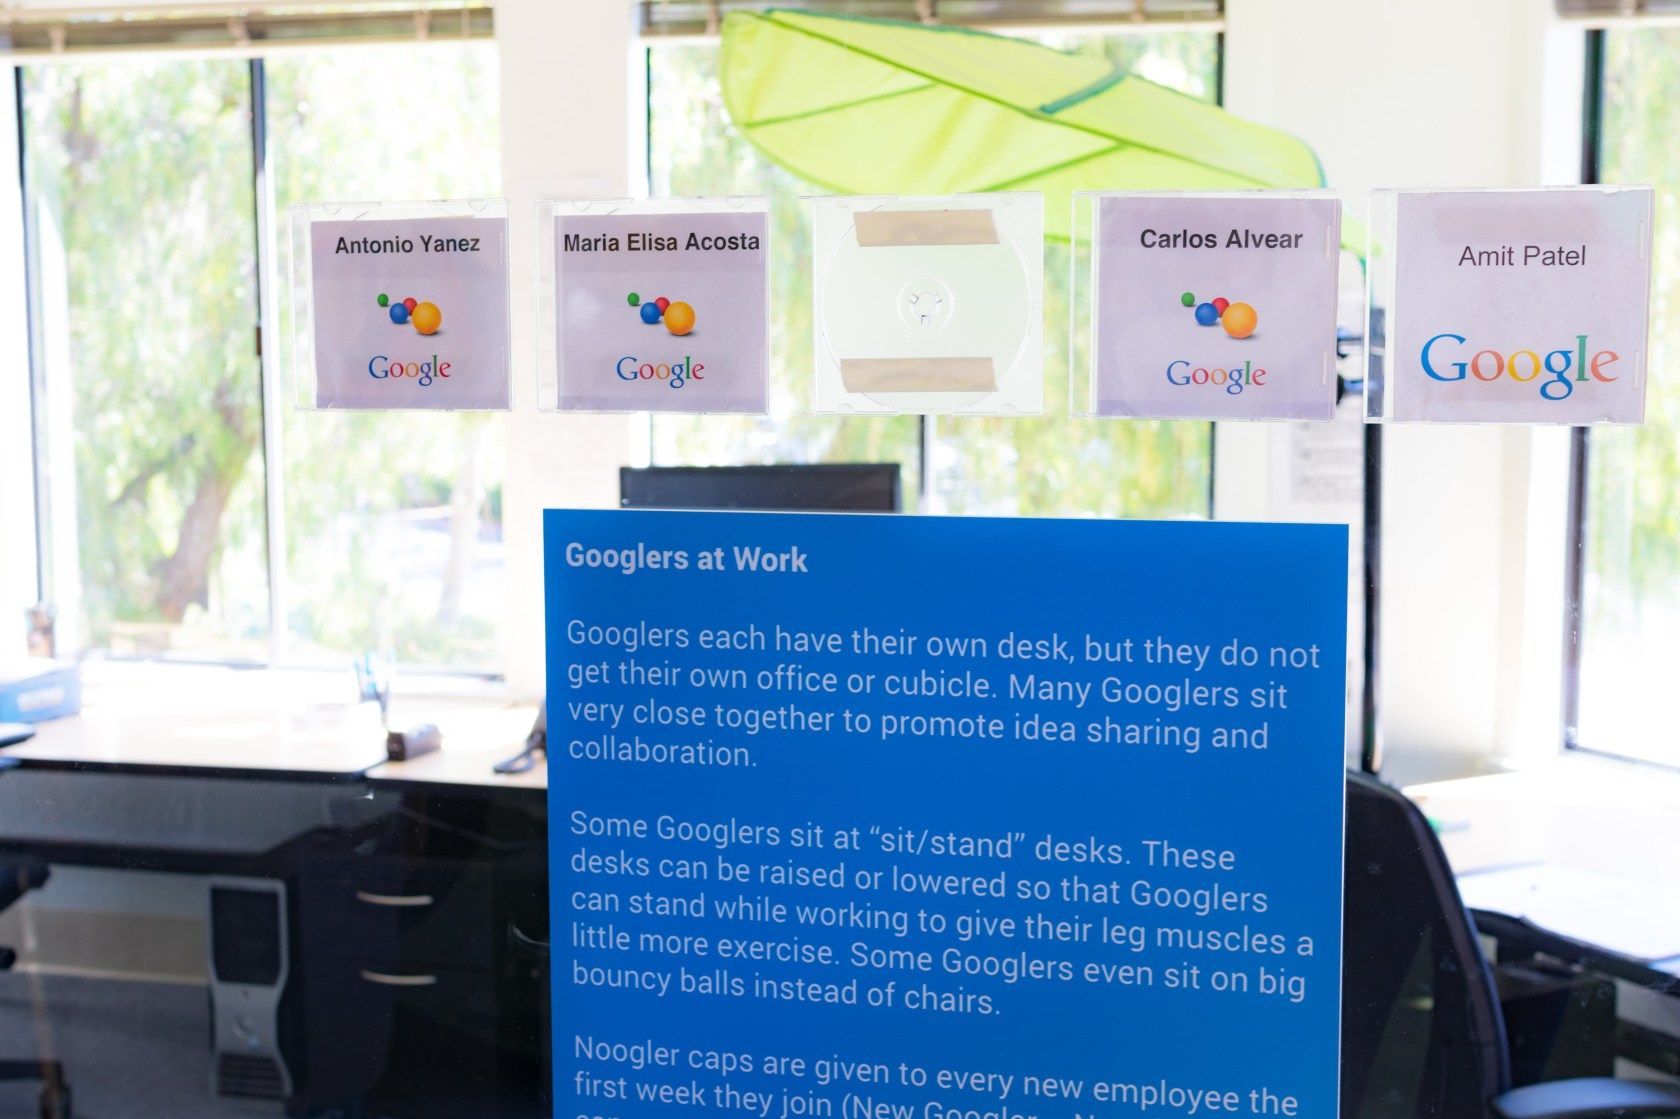 Antonio Yanez
Google
Maria Elisa Acosta
Google
Carlos Alvear
Google
Amit Patel
Google
Googlers at Work
Googlers each have their own desk, but they do not
get their own office or cubicle. Many Googlers sit
very close together to promote idea sharing and
collaboration.
Some Googlers sit at “sit/stand” desks. These
desks can be raised or lowered so that Googlers
can stand while working to give their leg muscles a
little more exercise. Some Googlers even sit on big
bouncy balls instead of chairs.
Noogler caps are given to every new employee the
first week they join (New Googler